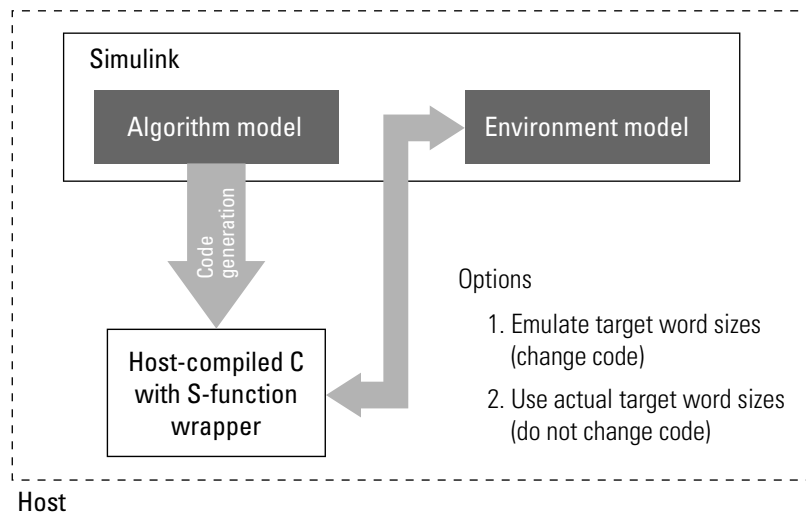 Simulink
Algorithm model
Environment model
Code
generation
Options
1. Emulate target word sizes
(change code)
2. Use actual target word sizes
(do not change code)
Host-compiled C
with S-function
wrapper
Host